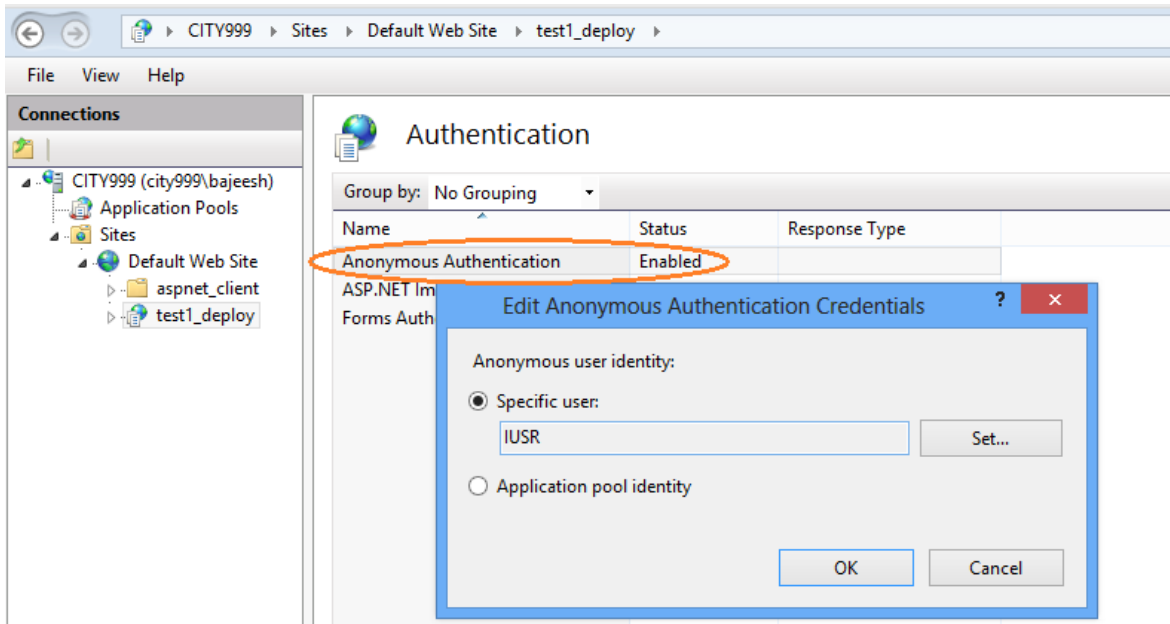 CITY999 Sites Default Web Site test1_deploy
File View Help
Connections
CITY999 (city999\bajeesh)
Application Pools
Sites
Default Web Site
aspnet_client
test1_deploy
Authentication
Group by: No Grouping
Name Status Response Type
Anonymous Authentication Enabled
ASP.NET Im
Forms Auth
Edit Anonymous Authentication Credentials ?
Anonymous user identity:
Specific user:
IUSR Set...
Application pool identity
OK Cancel